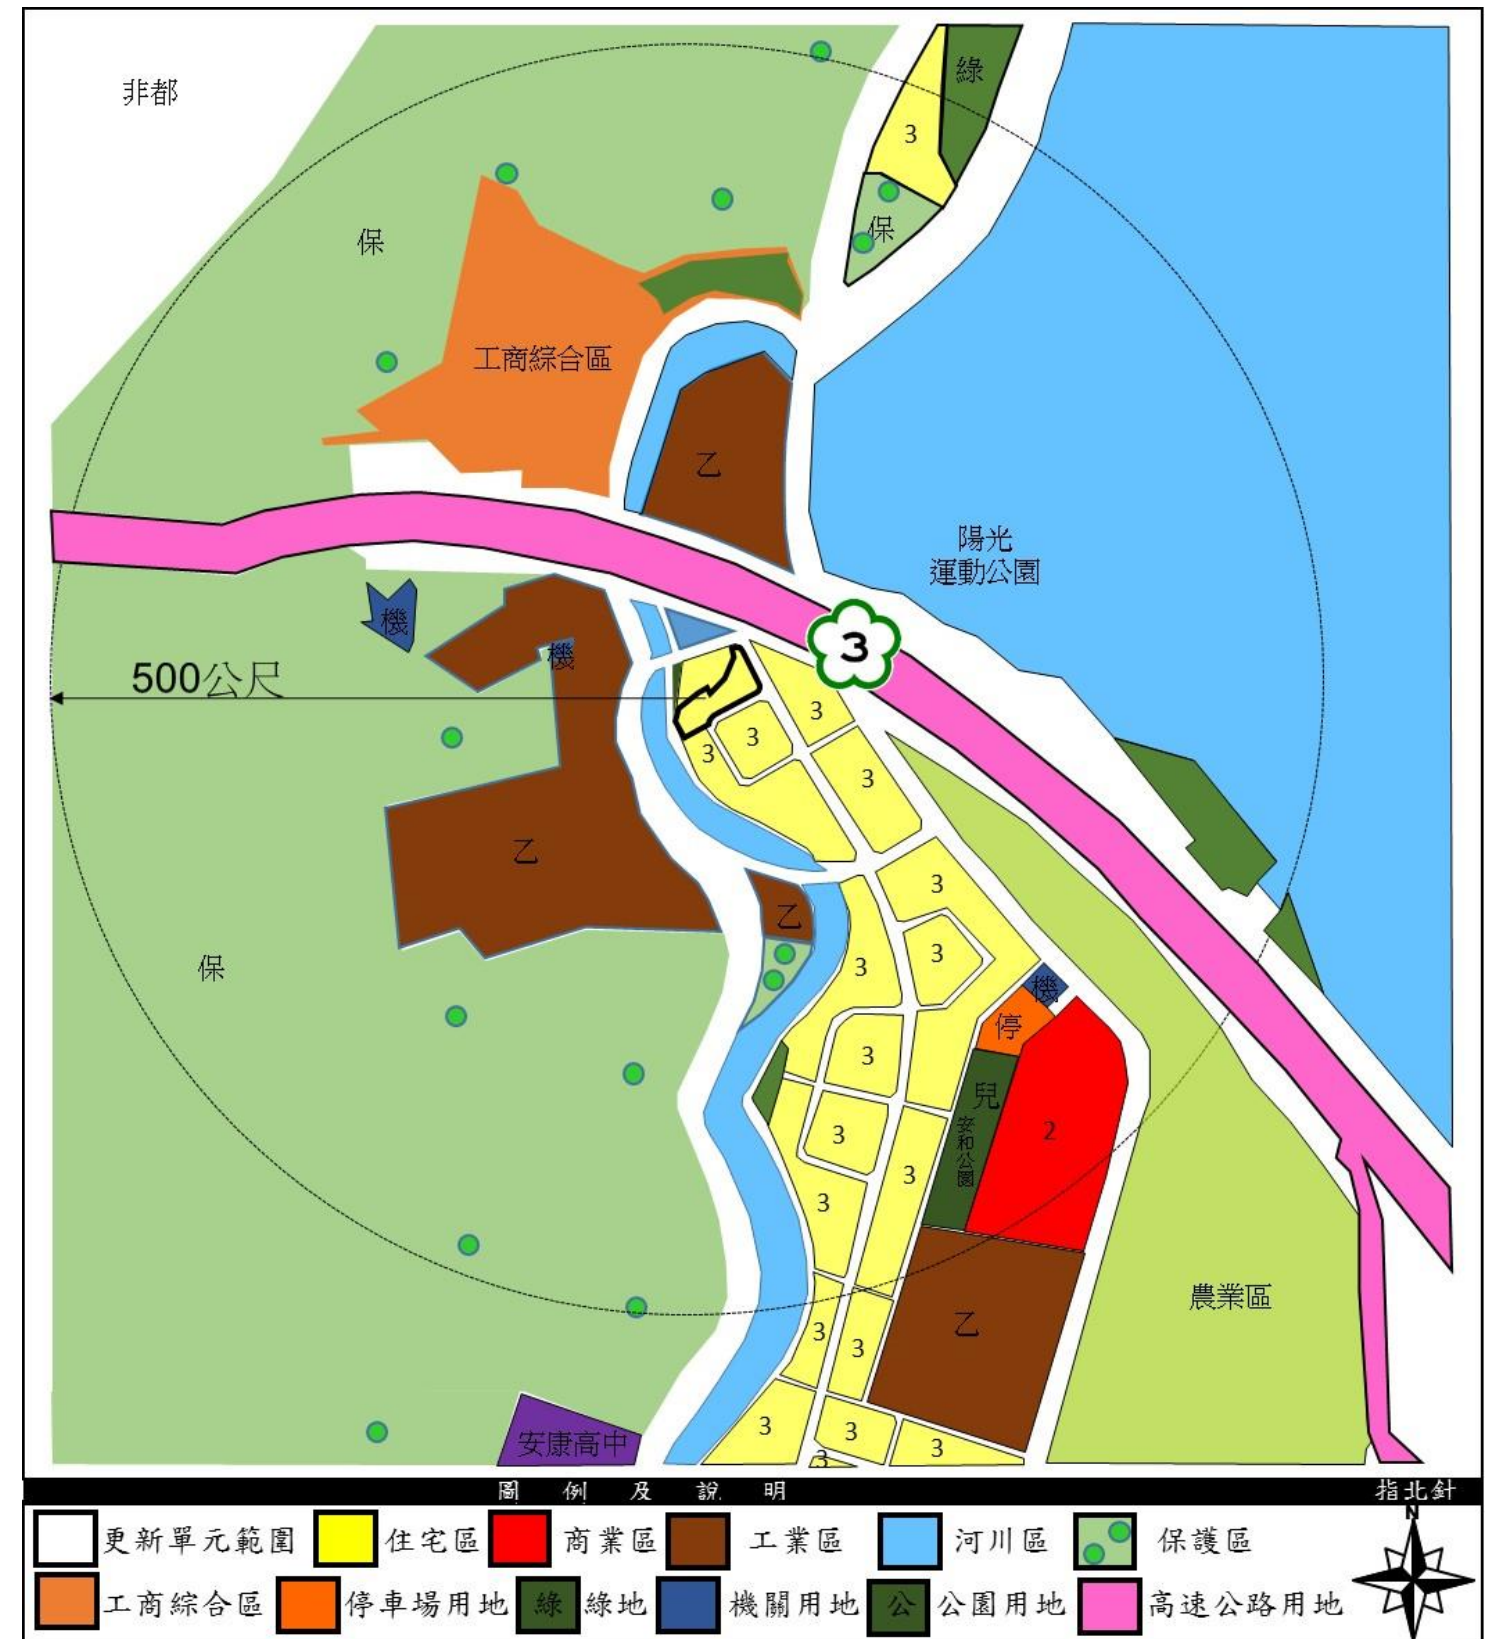 非都
綠
3
保
保
工商綜合區
乙
陽光
運動公園
機
機
3
500公尺
3
3
3
3
乙
3
乙
3
3
保
機
停
3
兒
安和公園
2
3
3
3
農業區
乙
3
3
3
3
3
安康高中
3
圖例及說明
指北針
N
更新單元範圍
住宅區
商業區
工業區
河川區
保護區
工商綜合區
停車場用地
綠
綠地
機關用地
公
公園用地
高速公路用地